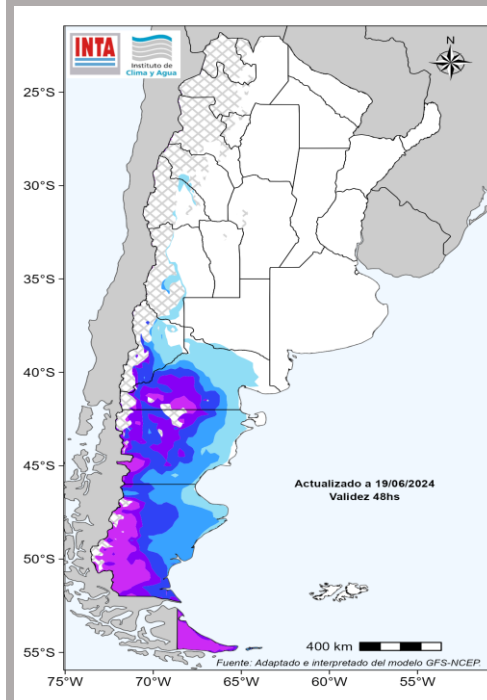 INTA
Instituto de
Clima y Agua
N
25°S
30°S
35°S
40°S
45°S
50°S
55°S
Actualizado a 19/06/2024
Validez 48hs
400 km
Fuente: Adaptado e interpretado del modelo GFS-NCEP.
75°W
70°W
65°W
60°W
55°W